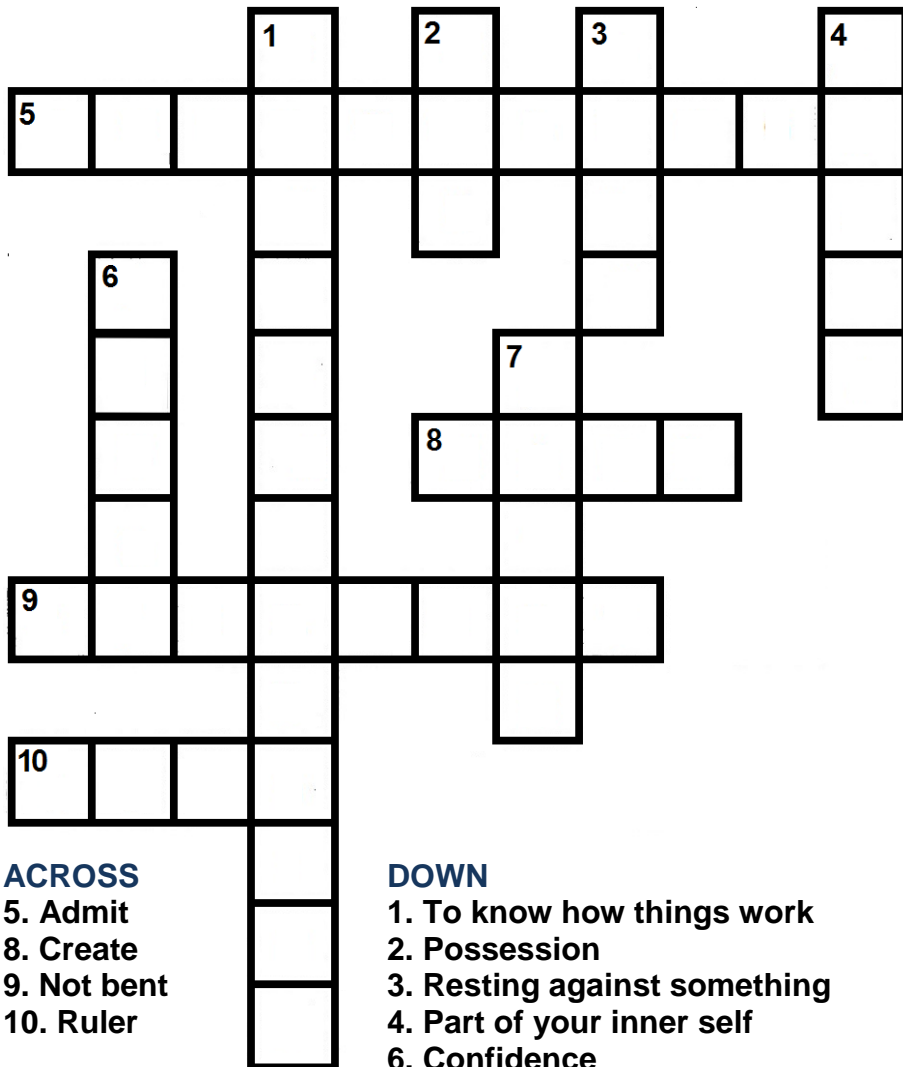 1 2 3 4
5
6
7
8
9
10
ACROSS
5. Admit
8. Create
9. Not bent
10. Ruler
DOWN
1. To know how things work
2. Possession
3. Resting against something
4. Part of your inner self
6. Confidence